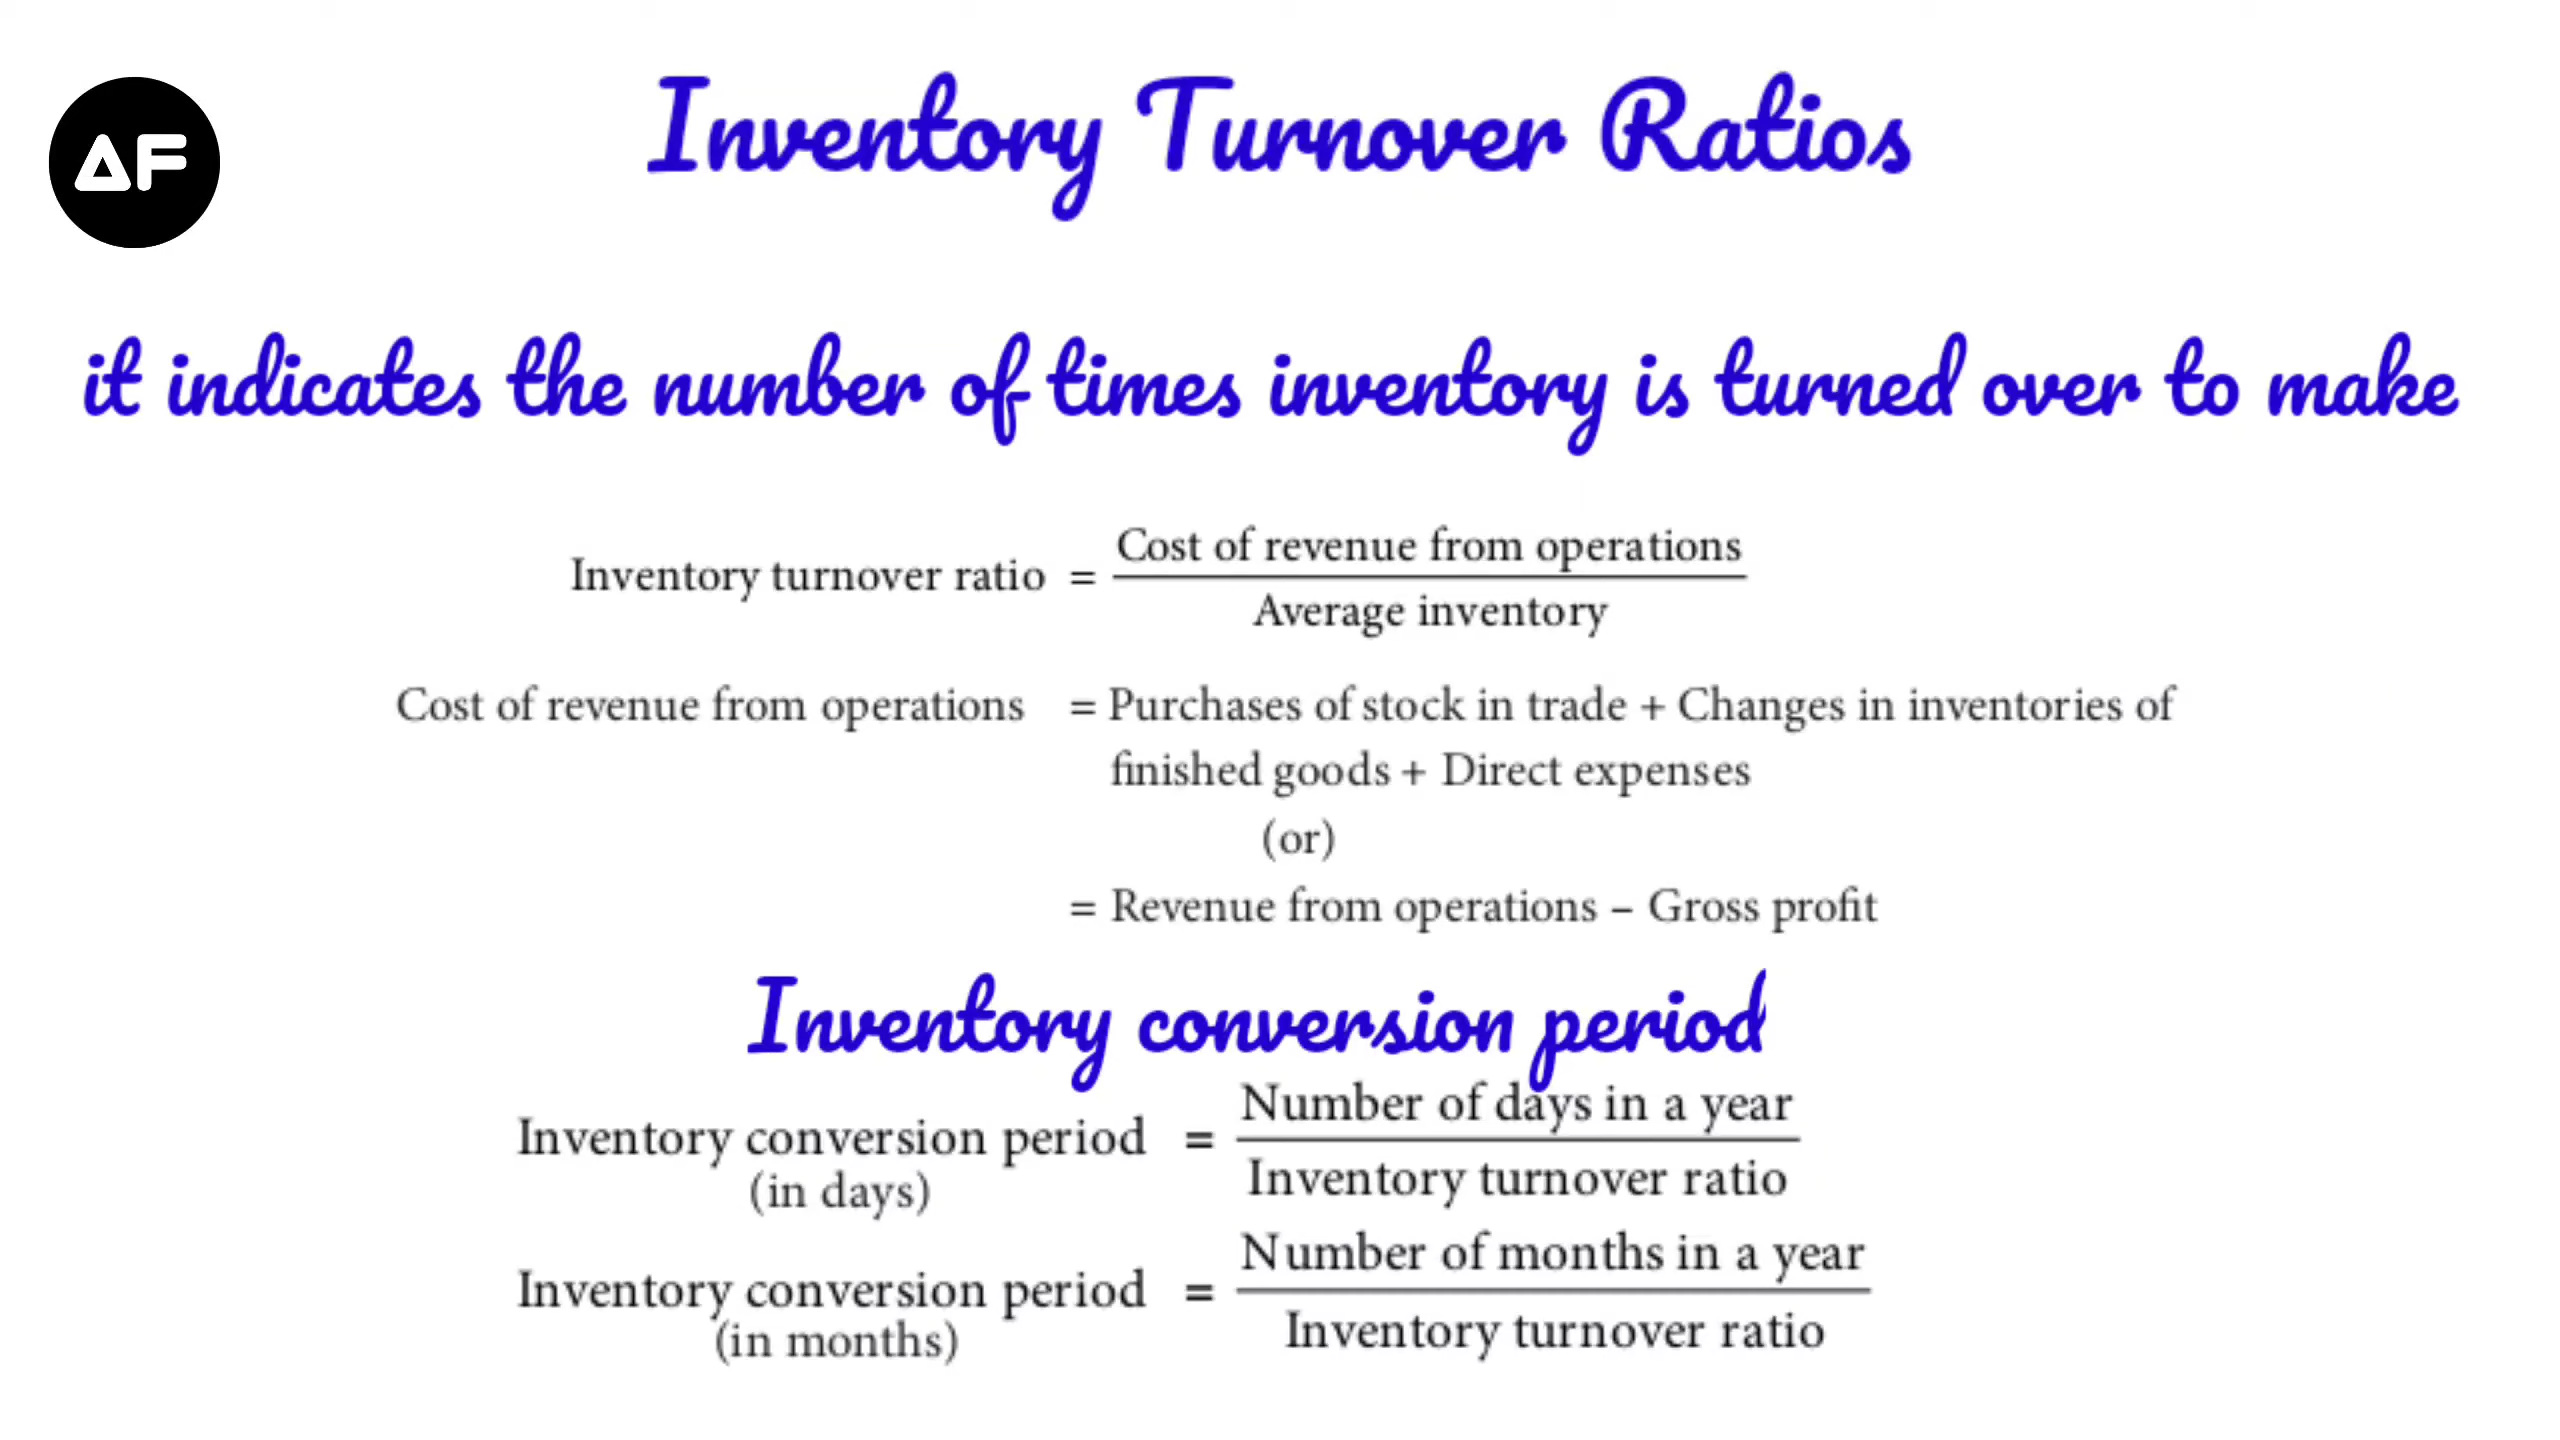 AF
Inventory Turnover Ratios
it indicates the number of times inventory is turned over to make
Inventory turnover ratio = Cost of revenue from operations
Average inventory
Cost of revenue from operations = Purchases of stock in trade + Changes in inventories of
finished goods + Direct expenses
(or)
= Revenue from operations – Gross profit
Inventory conversion period
Inventory conversion period = Number of days in a year
(in days) Inventory turnover ratio
Inventory conversion period = Number of months in a year
(in months) Inventory turnover ratio